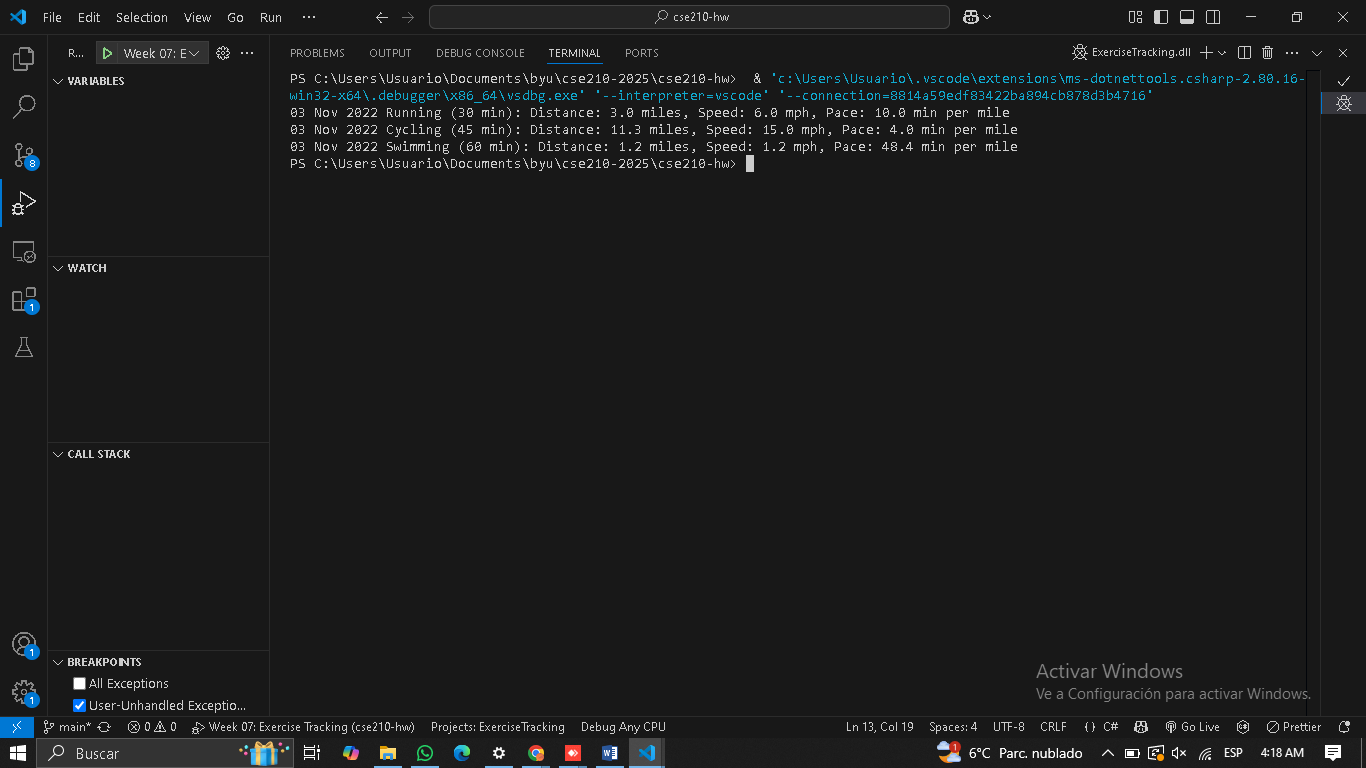 File Edit Selection View Go Run ··· cse210-hw
R... Week 07: E ··· PROBLEMS OUTPUT DEBUG CONSOLE TERMINAL PORTS ExerciseTracking.dll ···
VARIABLES
PS C:\Users\Usuario\Documents\byu\cse210-2025\cse210-hw>  & 'c:\Users\Usuario\.vscode\extensions\ms-dotnettools.csharp-2.80.16-
win32-x64\.debugger\x86_64\vsdbg.exe' '--interpreter=vscode' '--connection=8814a59edf83422ba894cb878d3b4716'
03 Nov 2022 Running (30 min): Distance: 3.0 miles, Speed: 6.0 mph, Pace: 10.0 min per mile
03 Nov 2022 Cycling (45 min): Distance: 11.3 miles, Speed: 15.0 mph, Pace: 4.0 min per mile
03 Nov 2022 Swimming (60 min): Distance: 1.2 miles, Speed: 1.2 mph, Pace: 48.4 min per mile
PS C:\Users\Usuario\Documents\byu\cse210-2025\cse210-hw>
8
WATCH
1
CALL STACK
1
BREAKPOINTS
All Exceptions
1
User-Unhandled Exceptio...
Activar Windows
Ve a Configuración para activar Windows.
main* 0 0 Week 07: Exercise Tracking (cse210-hw) Projects: ExerciseTracking Debug Any CPU Ln 13, Col 19 Spaces: 4 UTF-8 CRLF {} C# Go Live Prettier
Buscar 1 6°C Parc. nublado ESP 4:18 AM